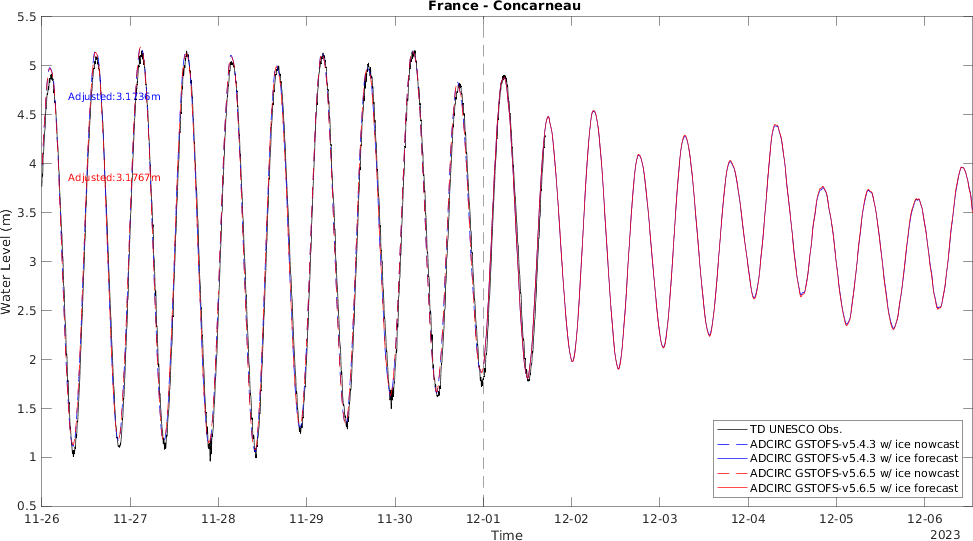 France - Concarneau
5.5
5
4.5
4
3.5
3
2.5
2
1.5
1
0.5
Water Level (m)
Adjusted:3.1736m
Adjusted:3.1767m
TD UNESCO Obs.
ADCIRC GSTOFS-v5.4.3 w/ ice nowcast
ADCIRC GSTOFS-v5.4.3 w/ ice forecast
ADCIRC GSTOFS-v5.6.5 w/ ice nowcast
ADCIRC GSTOFS-v5.6.5 w/ ice forecast
11-26 11-27 11-28 11-29 11-30 12-01 12-02 12-03 12-04 12-05 12-06
2023
Time